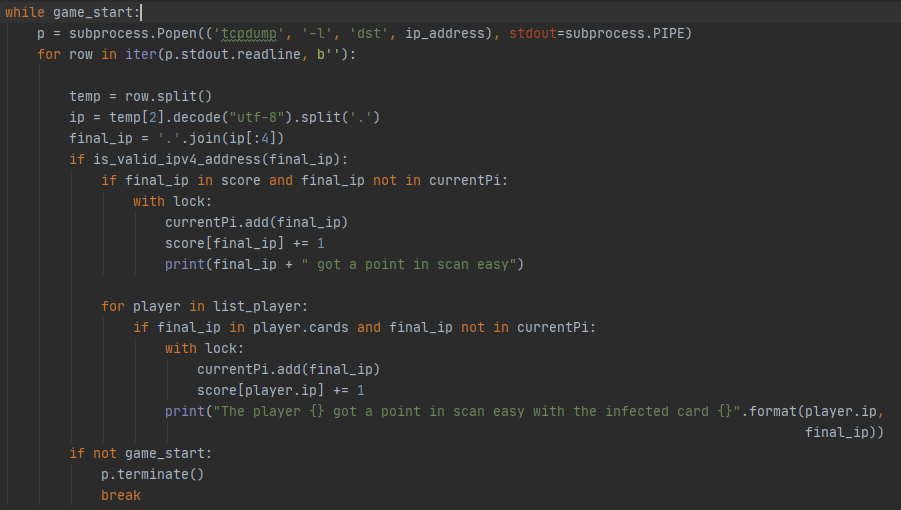 while game_start:
    p = subprocess.Popen(('tcpdump', '-l', 'dst', ip_address), stdout=subprocess.PIPE)
    for row in iter(p.stdout.readline, b''):

        temp = row.split()
        ip = temp[2].decode("utf-8").split('.')
        final_ip = '.'.join(ip[:4])
        if is_valid_ipv4_address(final_ip):
            if final_ip in score and final_ip not in currentPi:
                with lock:
                    currentPi.add(final_ip)
                    score[final_ip] += 1
                    print(final_ip + " got a point in scan easy")

            for player in list_player:
                if final_ip in player.cards and final_ip not in currentPi:
                    with lock:
                        currentPi.add(final_ip)
                        score[player.ip] += 1
                    print("The player {} got a point in scan easy with the infected card {}".format(player.ip,
                                                                                                    final_ip))
        if not game_start:
            p.terminate()
            break